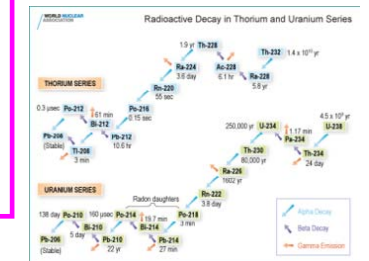 WORLD NUCLEAR
ASSOCIATION
Radioactive Decay in Thorium and Uranium Series
1.9 yr Th-228
Th-232 1.4 x 10¹⁰ yr
Ra-224
3.6 day
Ac-228
6.1 hr
Ra-228
5.8 yr
THORIUM SERIES
Rn-220
55 sec
0.3 µsec Po-212
61 min
Bi-212
Po-216
0.15 sec
Pb-212
10.6 hr
(Stable)
Tl-208
3 min
4.5 x 10⁹ yr
250,000 yr U-234
1.17 min
U-238
Pa-234
Th-234
24 day
Th-230
80,000 yr
Ra-226
1602 yr
URANIUM SERIES
Radon daughters
Rn-222
3.8 day
138 day Po-210
160 µsec Po-214
19.7 min
Po-218
3 min
Bi-210
5 day
Bi-214
Pb-206
(Stable)
Pb-210
22 yr
Pb-214
27 min
Alpha Decay
Beta Decay
Gamma Emission